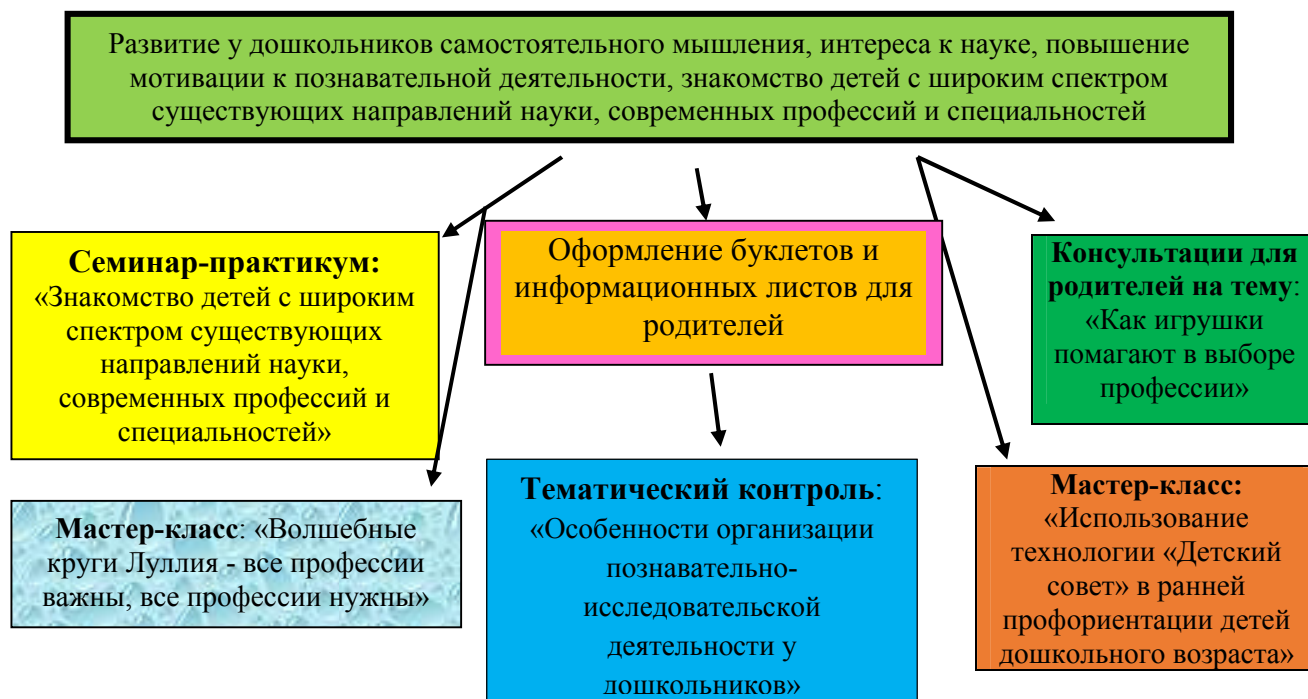 Развитие у дошкольников самостоятельного мышления, интереса к науке, повышение
мотивации к познавательной деятельности, знакомство детей с широким спектром
существующих направлений науки, современных профессий и специальностей
Семинар-практикум:
«Знакомство детей с широким
спектром существующих
направлений науки,
современных профессий и
специальностей»
Оформление буклетов и
информационных листов для
родителей
Консультации для
родителей на тему:
«Как игрушки
помогают в выборе
профессии»
Мастер-класс: «Волшебные
круги Луллия - все профессии
важны, все профессии нужны»
Тематический контроль:
«Особенности организации
познавательно-
исследовательской
деятельности у
дошкольников»
Мастер-класс:
«Использование
технологии «Детский
совет» в ранней
профориентации детей
дошкольного возраста»